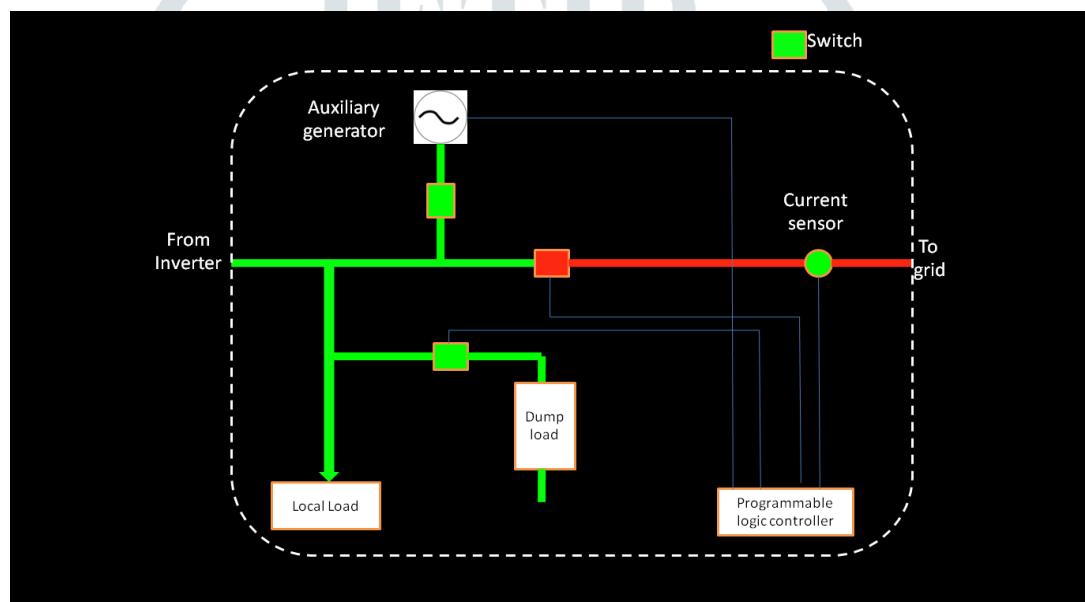 Switch
Auxiliary
generator
Current
sensor
From
Inverter
To
grid
Dump
load
Local Load
Programmable
logic controller